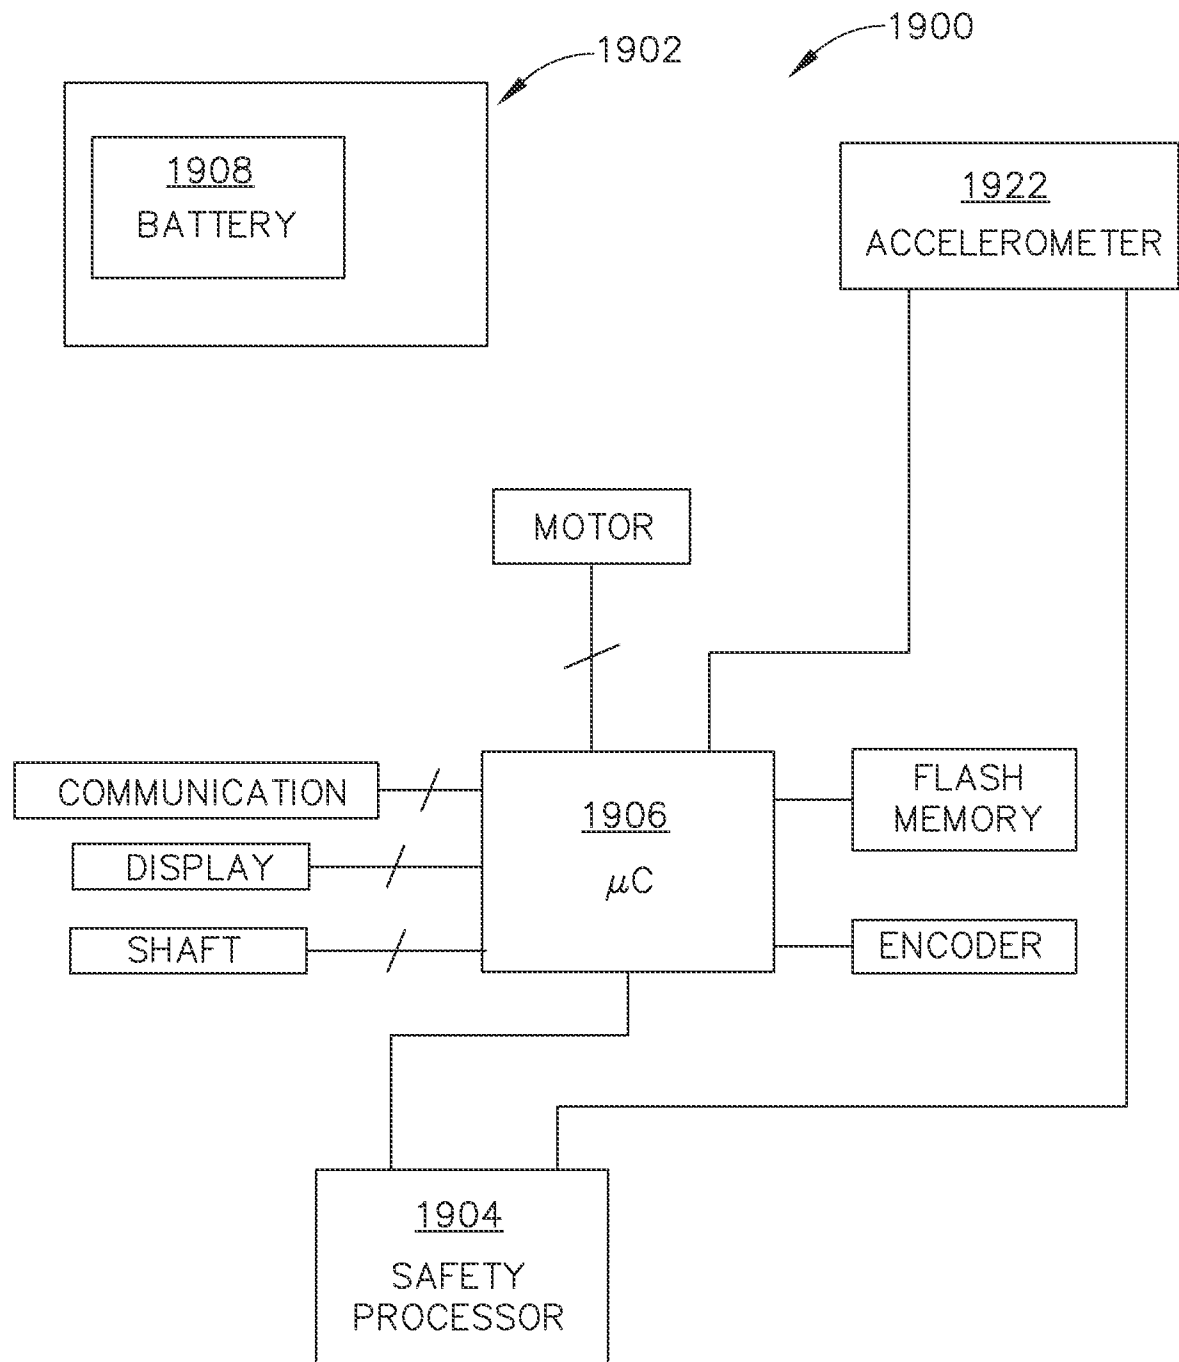 1900
1902
1908
BATTERY
1922
ACCELEROMETER
MOTOR
COMMUNICATION
DISPLAY
SHAFT
1906
μC
FLASH
MEMORY
ENCODER
1904
SAFETY
PROCESSOR